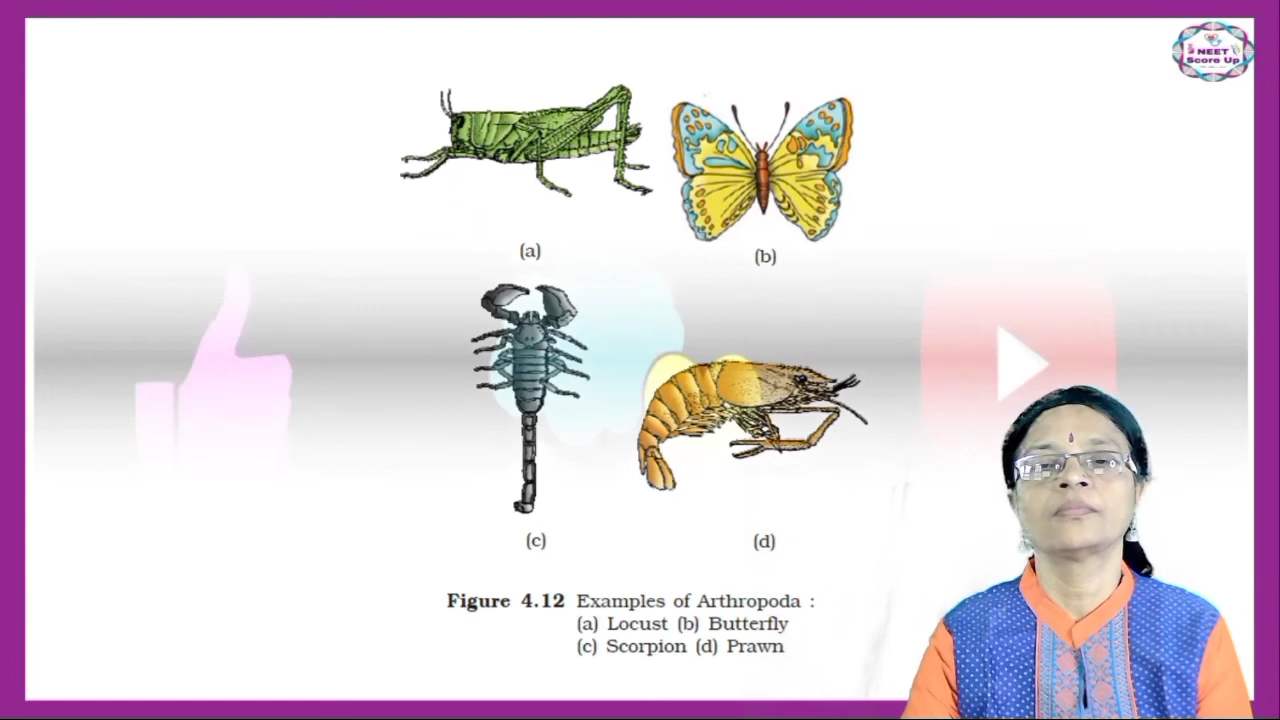 NEET
Score Up
(a)
(b)
(c)
(d)
Figure 4.12 Examples of Arthropoda :
(a) Locust (b) Butterfly
(c) Scorpion (d) Prawn